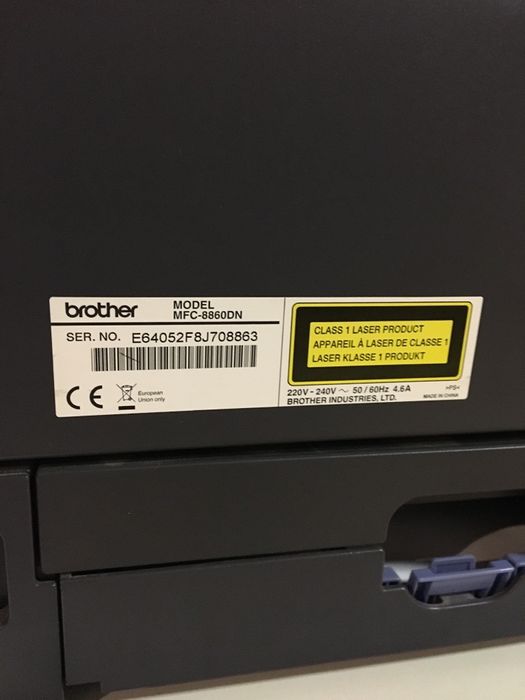 brother
MODEL
MFC-8860DN
SER. NO. E64052F8J708863
CE
European
Union only
CLASS 1 LASER PRODUCT
APPAREIL À LASER DE CLASSE 1
LASER KLASSE 1 PRODUKT
220V - 240V ～ 50 / 60Hz 4.6A
>PS<
BROTHER INDUSTRIES, LTD.
MADE IN CHINA